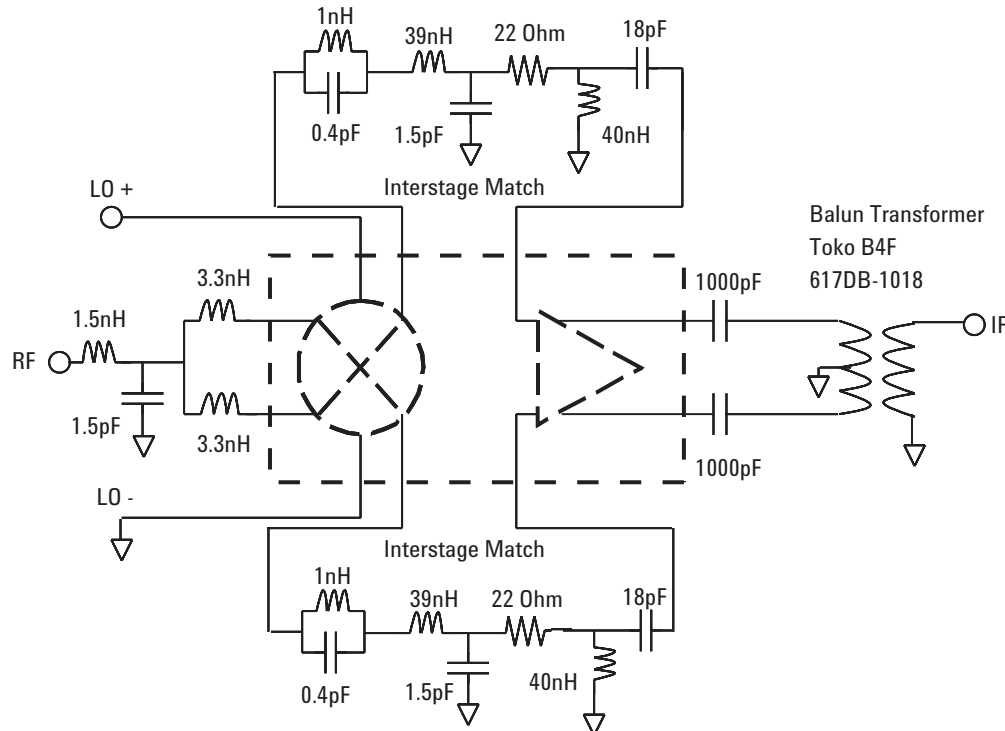 1nH
39nH
22 Ohm
18pF
0.4pF
1.5pF
40nH
Interstage Match
LO +
Balun Transformer
Toko B4F
617DB-1018
3.3nH
1000pF
1.5nH
RF
IF
1.5pF
3.3nH
1000pF
LO -
Interstage Match
1nH
39nH
22 Ohm
18pF
0.4pF
1.5pF
40nH